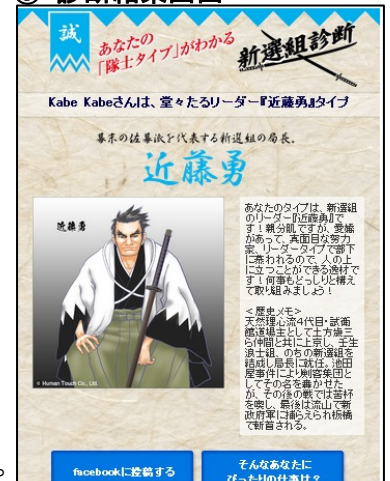 診断結果画面
誠
あなたの
「隊士タイプ」がわかる
新選組診断
Kabe Kabeさんは、堂々たるリーダー『近藤勇』タイプ
幕末の佐幕派を代表する新選組の局長。
近藤勇
近藤勇
© Human Touch Co., Ltd.
あなたのタイプは、新選組
のリーダー『近藤勇』で
す！親分肌ですが、愛嬌
があって、真面目な努力
家、リーダータイプで部下
に慕われるので、人の上
に立つことができる逸材で
す！何事もどっしりと構え
て取り組みましょう！
＜歴史メモ＞
天然理心流4代目・試衛
館道場主として土方歳三
ら仲間と共に上京し、壬生
浪士組、のちの新選組を
結成し局長に就任。池田
屋事件により剣客集団と
してその名を轟かせた
が、その後の戦では苦杯
を喫し、最後は流山で新
政府軍に捕らえられ板橋
で斬首される。
。
facebookに投稿する
そんなあなたに
ぴったりの仕事は？